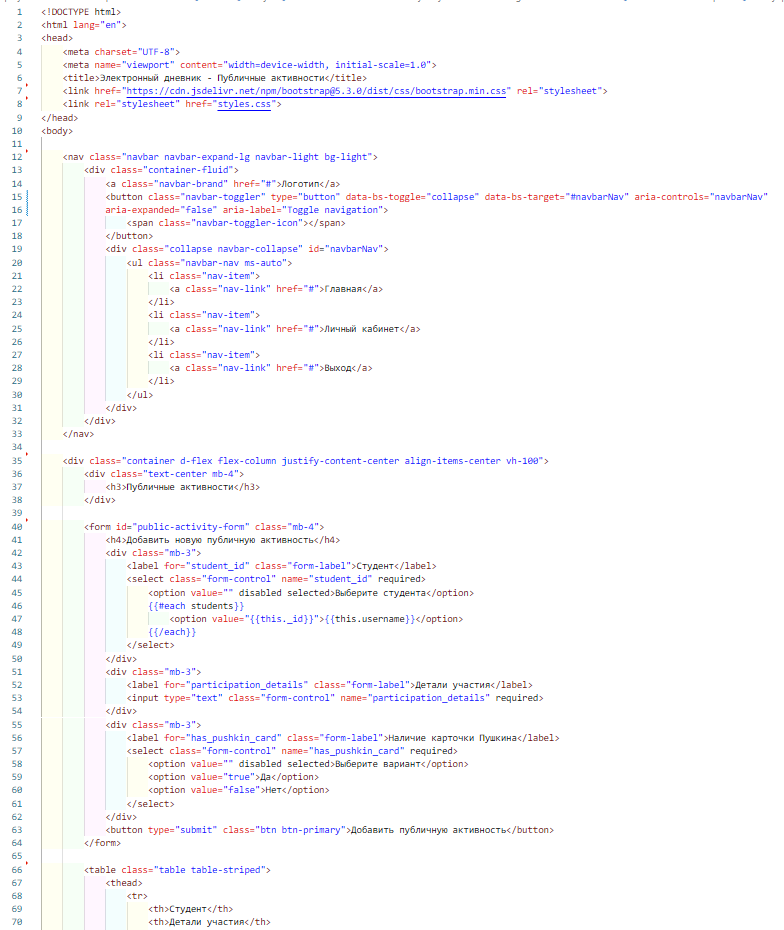 1 <!DOCTYPE html>
2 <html lang="en">
3 <head>
4 <meta charset="UTF-8">
5 <meta name="viewport" content="width=device-width, initial-scale=1.0">
6 <title>Электронный дневник - Публичные активности</title>
7 <link href="https://cdn.jsdelivr.net/npm/bootstrap@5.3.0/dist/css/bootstrap.min.css" rel="stylesheet">
8 <link rel="stylesheet" href="styles.css">
9 </head>
10 <body>
11
12 <nav class="navbar navbar-expand-lg navbar-light bg-light">
13 <div class="container-fluid">
14 <a class="navbar-brand" href="#">Логотип</a>
15 <button class="navbar-toggler" type="button" data-bs-toggle="collapse" data-bs-target="#navbarNav" aria-controls="navbarNav"
16 aria-expanded="false" aria-label="Toggle navigation">
17 <span class="navbar-toggler-icon"></span>
18 </button>
19 <div class="collapse navbar-collapse" id="navbarNav">
20 <ul class="navbar-nav ms-auto">
21 <li class="nav-item">
22 <a class="nav-link" href="#">Главная</a>
23 </li>
24 <li class="nav-item">
25 <a class="nav-link" href="#">Личный кабинет</a>
26 </li>
27 <li class="nav-item">
28 <a class="nav-link" href="#">Выход</a>
29 </li>
30 </ul>
31 </div>
32 </div>
33 </nav>
34
35 <div class="container d-flex flex-column justify-content-center align-items-center vh-100">
36 <div class="text-center mb-4">
37 <h3>Публичные активности</h3>
38 </div>
39
40 <form id="public-activity-form" class="mb-4">
41 <h4>Добавить новую публичную активность</h4>
42 <div class="mb-3">
43 <label for="student_id" class="form-label">Студент</label>
44 <select class="form-control" name="student_id" required>
45 <option value="" disabled selected>Выберите студента</option>
46 {{#each students}}
47 <option value="{{this._id}}">{{this.username}}</option>
48 {{/each}}
49 </select>
50 </div>
51 <div class="mb-3">
52 <label for="participation_details" class="form-label">Детали участия</label>
53 <input type="text" class="form-control" name="participation_details" required>
54 </div>
55 <div class="mb-3">
56 <label for="has_pushkin_card" class="form-label">Наличие карточки Пушкина</label>
57 <select class="form-control" name="has_pushkin_card" required>
58 <option value="" disabled selected>Выберите вариант</option>
59 <option value="true">Да</option>
60 <option value="false">Нет</option>
61 </select>
62 </div>
63 <button type="submit" class="btn btn-primary">Добавить публичную активность</button>
64 </form>
65
66 <table class="table table-striped">
67 <thead>
68 <tr>
69 <th>Студент</th>
70 <th>Детали участия</th>